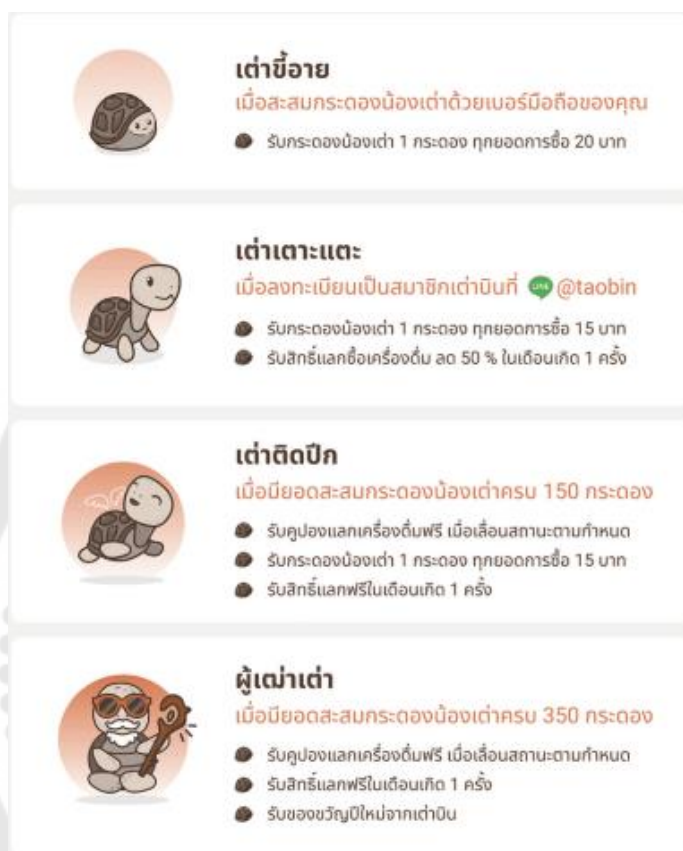 เต่าขี้อาย
เมื่อสะสมกระดองน้องเต่าด้วยเบอร์มือถือของคุณ
รับกระดองน้องเต่า 1 กระดอง ทุกยอดการซื้อ 20 บาท
เต่าเตาะแตะ
เมื่อลงทะเบียนเป็นสมาชิกเต่าบินที่ LINE @taobin
รับกระดองน้องเต่า 1 กระดอง ทุกยอดการซื้อ 15 บาท
รับสิทธิ์แลกซื้อเครื่องดื่ม ลด 50 % ในเดือนเกิด 1 ครั้ง
เต่าติดปีก
เมื่อมียอดสะสมกระดองน้องเต่าครบ 150 กระดอง
รับคูปองแลกเครื่องดื่มฟรี เมื่อเลื่อนสถานะตามกำหนด
รับกระดองน้องเต่า 1 กระดอง ทุกยอดการซื้อ 15 บาท
รับสิทธิ์แลกฟรีในเดือนเกิด 1 ครั้ง
ผู้เฒ่าเต่า
เมื่อมียอดสะสมกระดองน้องเต่าครบ 350 กระดอง
รับคูปองแลกเครื่องดื่มฟรี เมื่อเลื่อนสถานะตามกำหนด
รับสิทธิ์แลกฟรีในเดือนเกิด 1 ครั้ง
รับของขวัญปีใหม่จากเต่าบิน